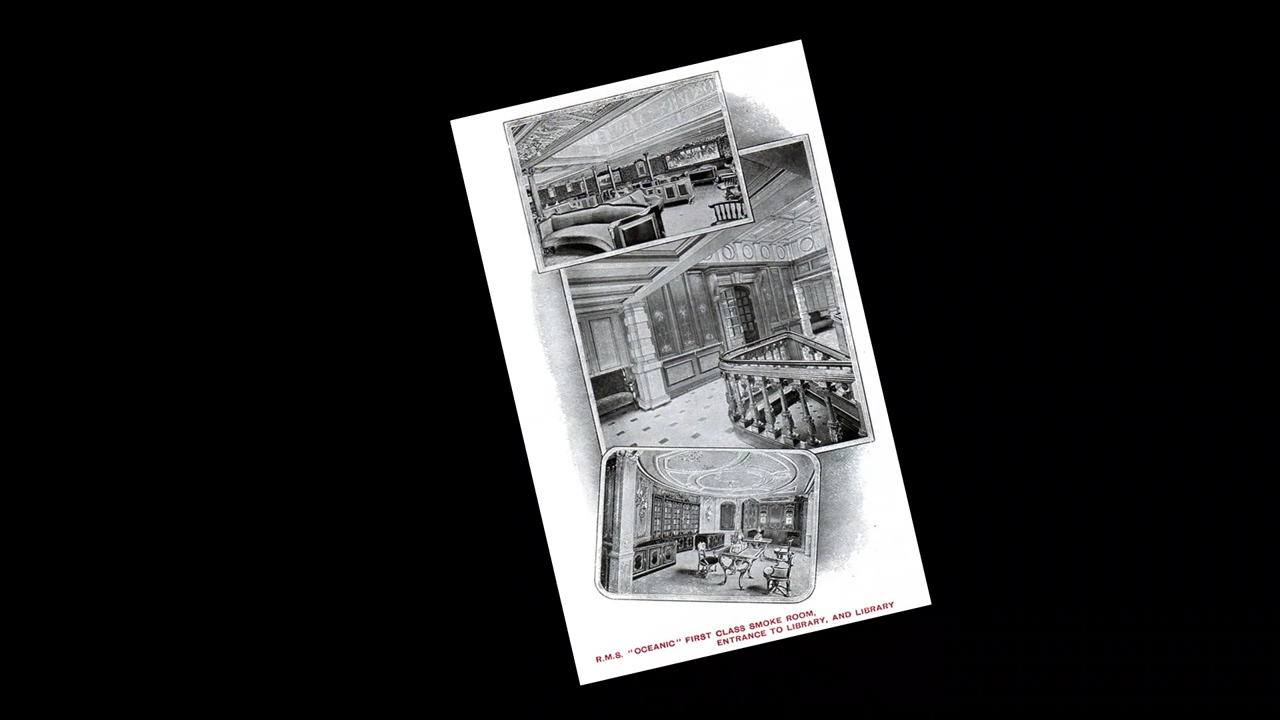 R.M.S. "OCEANIC" FIRST CLASS SMOKE ROOM,
ENTRANCE TO LIBRARY, AND LIBRARY